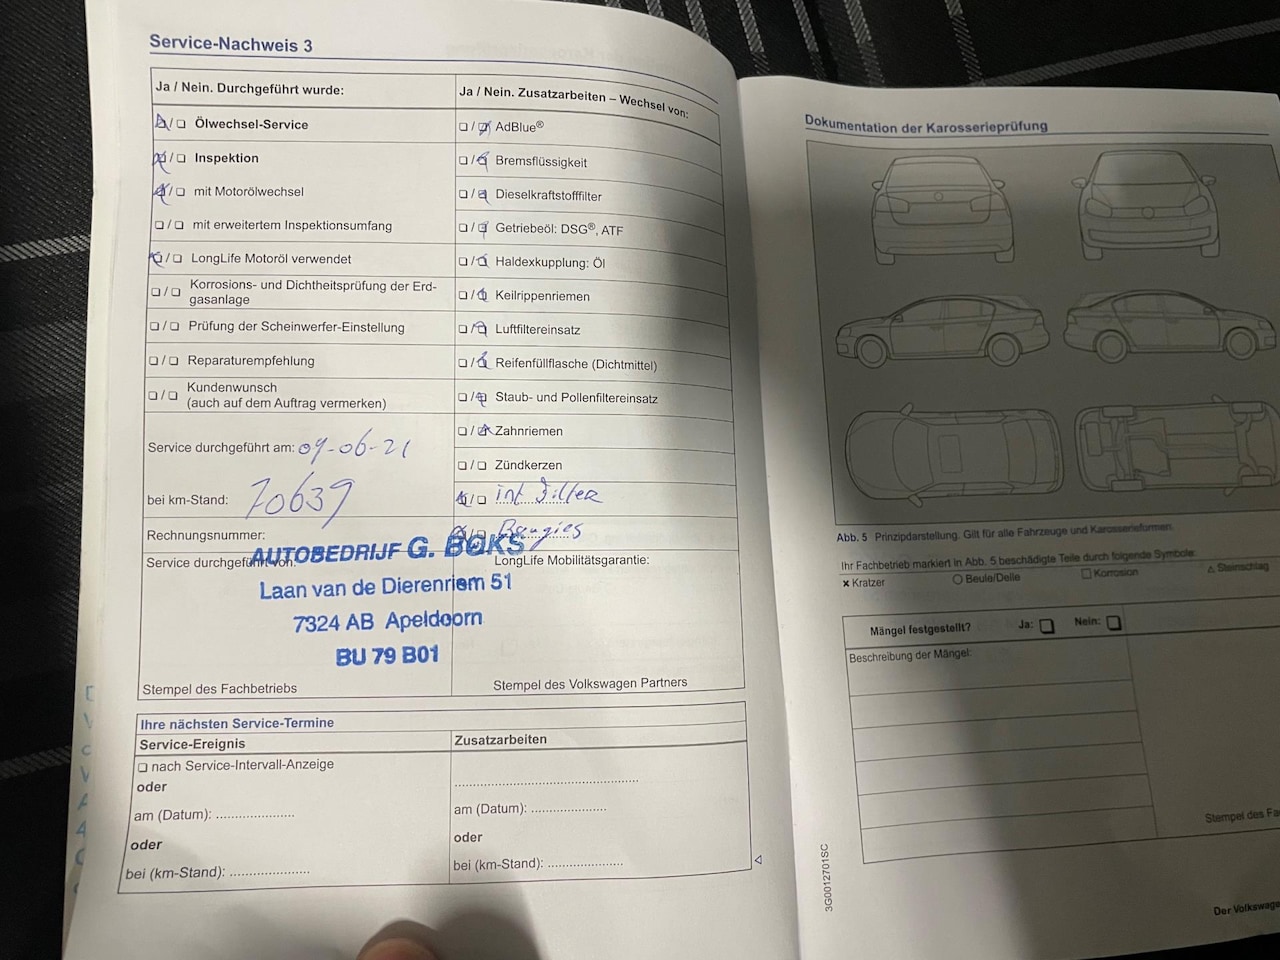 Service-Nachweis 3
Ja / Nein. Durchgeführt wurde:
Ölwechsel-Service
Inspektion
mit Motorölwechsel
mit erweitertem Inspektionsumfang
LongLife Motoröl verwendet
Korrosions- und Dichtheitsprüfung der Erd-
gasanlage
Prüfung der Scheinwerfer-Einstellung
Reparaturempfehlung
Kundenwunsch
(auch auf dem Auftrag vermerken)
Service durchgeführt am: 09-06-21
bei km-Stand: 70639
Rechnungsnummer:
Service durchgeführt von:
AUTOBEDRIJF G. BOKS
Laan van de Dierenriem 51
7324 AB Apeldoorn
BU 79 B01
Stempel des Fachbetriebs
Ja / Nein. Zusatzarbeiten – Wechsel von:
AdBlue®
Bremsflüssigkeit
Dieselkraftstofffilter
Getriebeöl: DSG®, ATF
Haldexkupplung: Öl
Keilrippenriemen
Luftfiltereinsatz
Reifenfüllflasche (Dichtmittel)
Staub- und Pollenfiltereinsatz
Zahnriemen
Zündkerzen
int filter
Bougies
LongLife Mobilitätsgarantie:
Stempel des Volkswagen Partners
Ihre nächsten Service-Termine
Service-Ereignis
nach Service-Intervall-Anzeige
oder
am (Datum): ......................
oder
bei (km-Stand): ......................
Zusatzarbeiten
am (Datum): .....................
oder
bei (km-Stand): .....................
Dokumentation der Karosserieprüfung
Abb. 5 Prinzipdarstellung. Gilt für alle Fahrzeuge und Karosserieformen.
Ihr Fachbetrieb markiert in Abb. 5 beschädigte Teile durch folgende Symbole:
× Kratzer ○ Beule/Delle □ Korrosion △ Steinschlag
Mängel festgestellt? Ja: Nein:
Beschreibung der Mängel:
Stempel des Fa
3G0012701SC
Der Volkswage